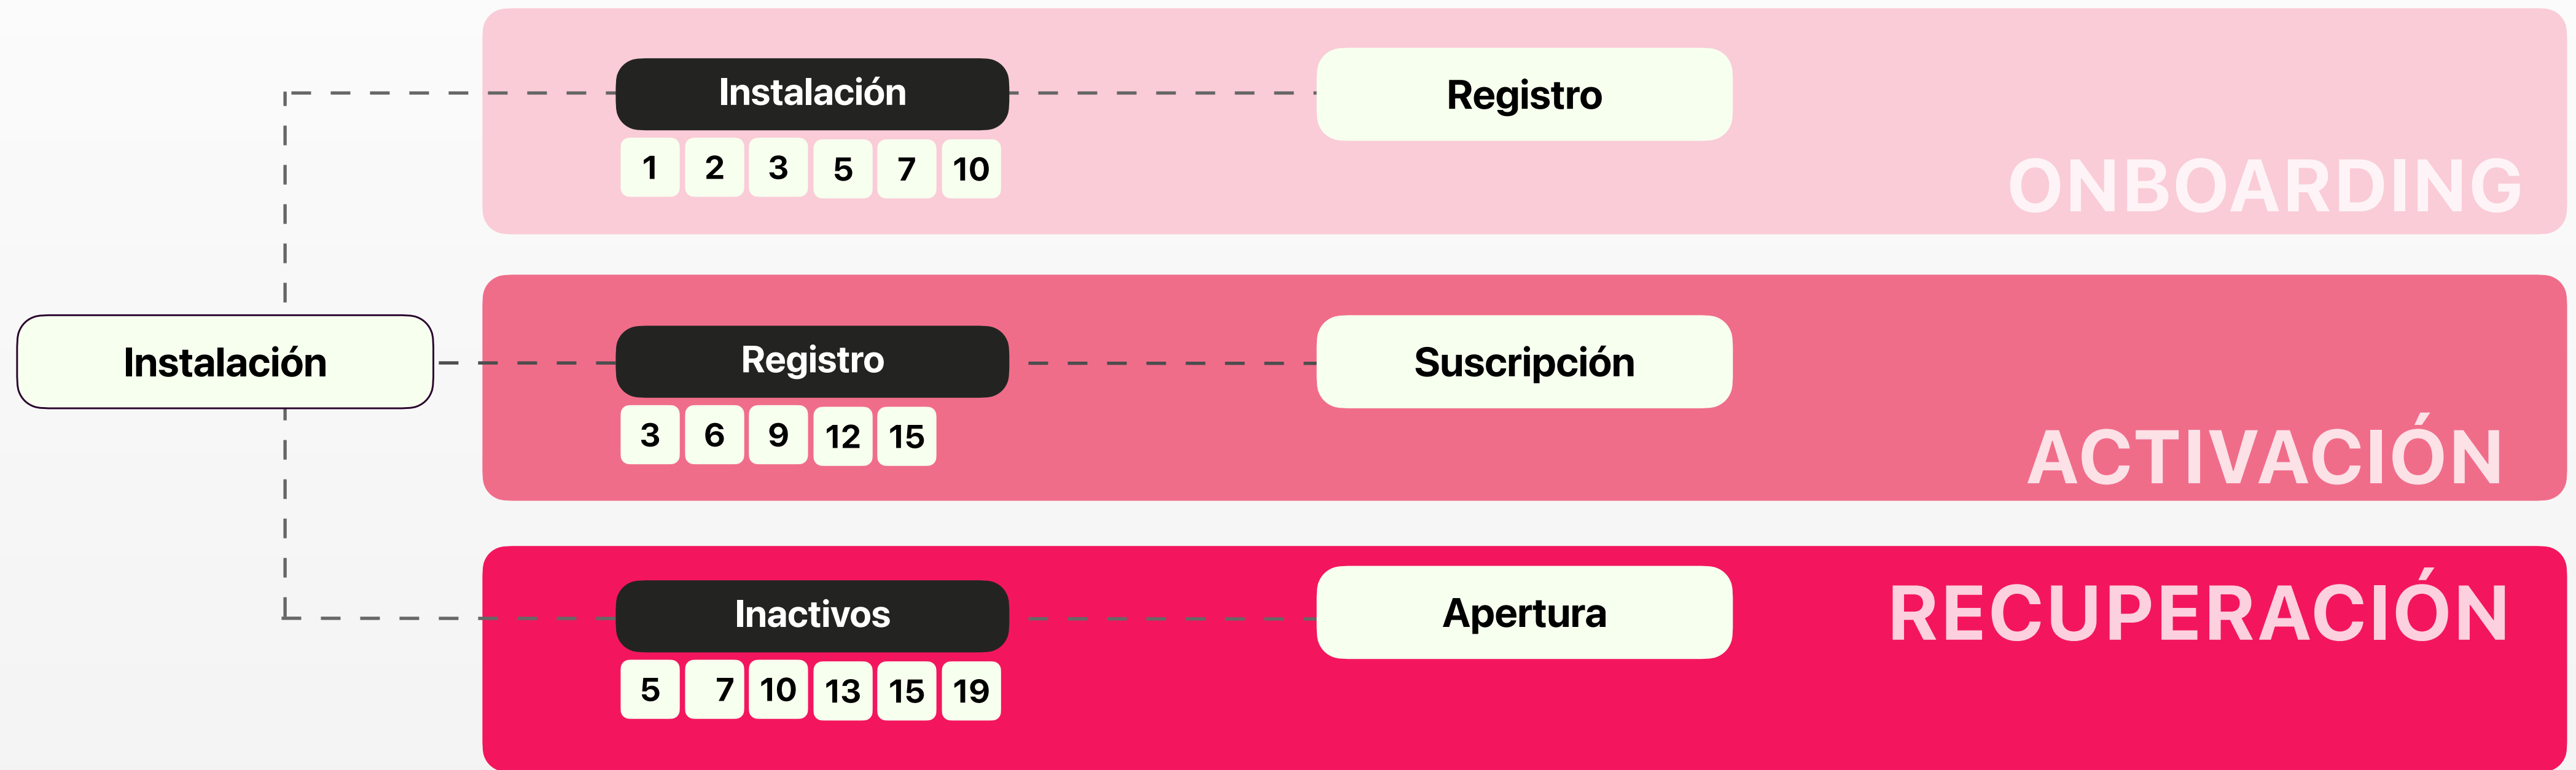 Instalación
Instalación
Registro
1 2 3 5 7 10
ONBOARDING
Registro
Suscripción
3 6 9 12 15
ACTIVACIÓN
Inactivos
Apertura
RECUPERACIÓN
5 7 10 13 15 19